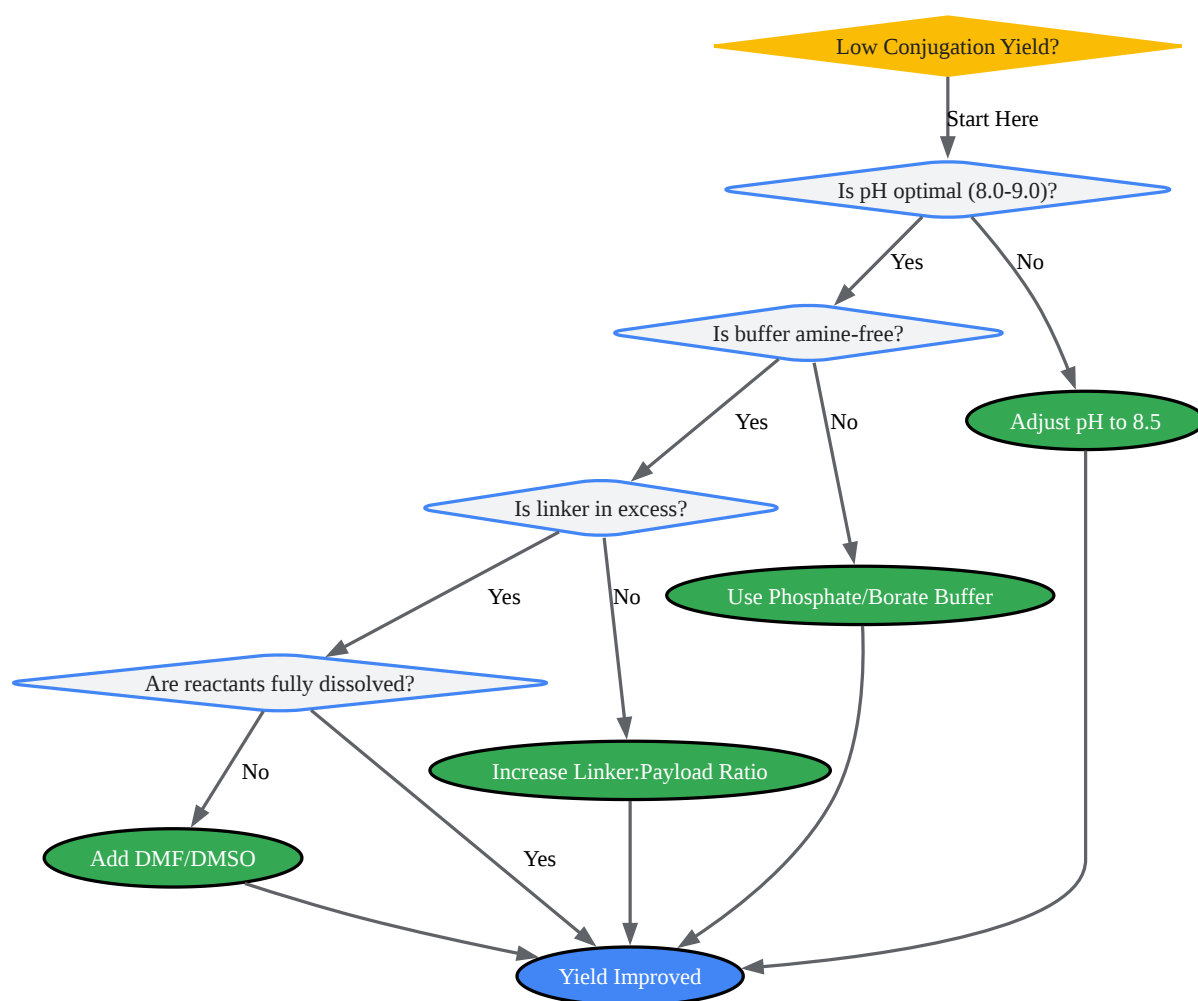 Low Conjugation Yield?
Start Here
Is pH optimal (8.0-9.0)?
Yes
No
Is buffer amine-free?
Yes
No
Adjust pH to 8.5
Is linker in excess?
Yes
No
Use Phosphate/Borate Buffer
Are reactants fully dissolved?
No
Increase Linker:Payload Ratio
Yes
Add DMF/DMSO
Yield Improved